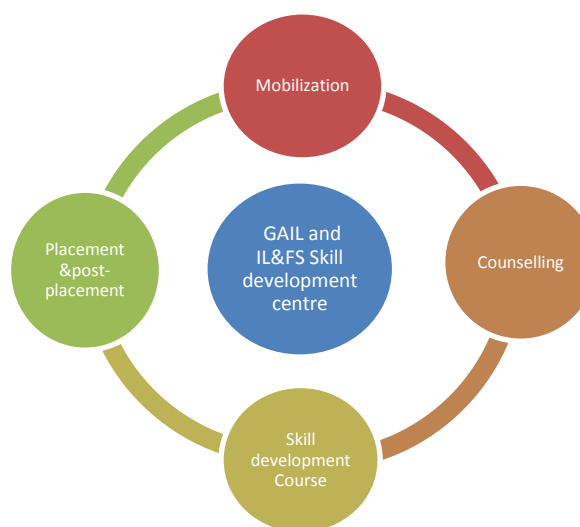 Mobilization
Placement
&post-
placement
GAIL and
IL&FS Skill
development
centre
Counselling
Skill
development
Course